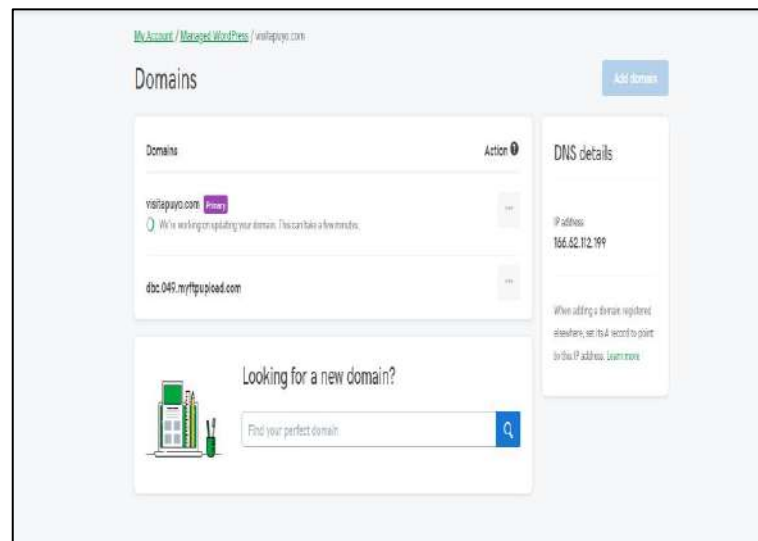 My Account / Managed WordPress / visitapuyo.com
Domains
Add domain
Domains
Action ?
visitapuyo.com Primary
We're working on updating your domain. This can take a few minutes.
dbc.049.myftpupload.com
DNS details
IP address:
166.62.112.199
When adding a domain registered
elsewhere, set its A record to point
to this IP address. Learn more
Looking for a new domain?
Find your perfect domain